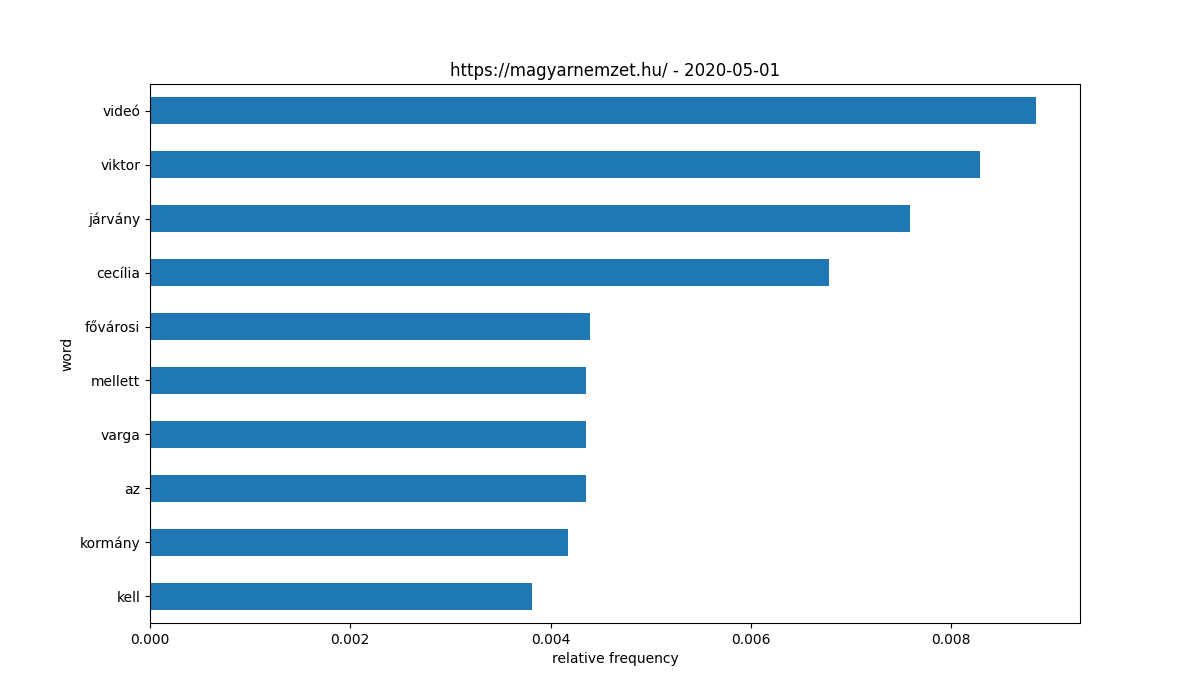 https://magyarnemzet.hu/ - 2020-05-01
videó
viktor
járvány
cecília
fővárosi
mellett
varga
az
kormány
kell
word
0.000 0.002 0.004 0.006 0.008
relative frequency